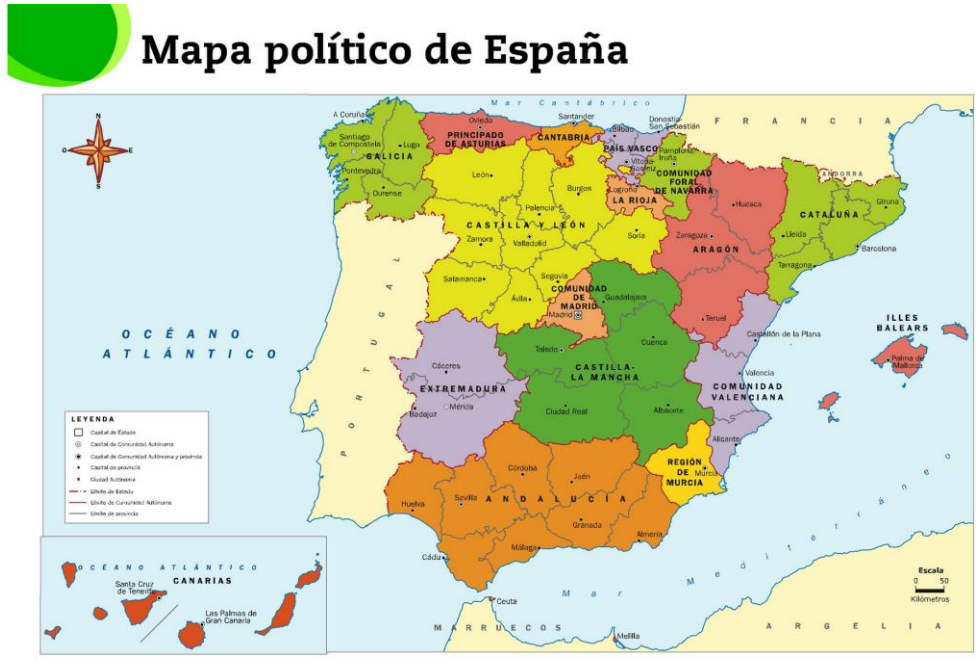 Mapa político de España
Mar Cantábrico
FRANCIA
ANDORRA
PORTUGAL
OCÉANO
ATLÁNTICO
N
O
E
S
A Coruña
Santiago
de Compostela
Lugo
GALICIA
Pontevedra
Ourense
Oviedo
PRINCIPADO
DE ASTURIAS
Santander
CANTABRIA
Bilbao
Donostia-
San Sebastián
PAÍS VASCO
Vitoria-
Gasteiz
Pamplona-
Iruña
COMUNIDAD
FORAL
DE NAVARRA
Logroño
LA RIOJA
León
Burgos
Palencia
CASTILLA Y LEÓN
Zamora
Valladolid
Soria
Salamanca
Segovia
Ávila
Huesca
Zaragoza
ARAGÓN
Teruel
CATALUÑA
Girona
Lleida
Barcelona
Tarragona
COMUNIDAD
DE
MADRID
Madrid
Guadalajara
Toledo
Cuenca
CASTILLA-
LA MANCHA
Ciudad Real
Albacete
Cáceres
EXTREMADURA
Badajoz
Mérida
Castellón de la Plana
Valencia
COMUNIDAD
VALENCIANA
Alicante
ILLES
BALEARS
Palma de
Mallorca
REGIÓN
DE
MURCIA
Murcia
Córdoba
Jaén
Huelva
Sevilla
ANDALUCÍA
Granada
Almería
Málaga
Cádiz
Ceuta
Melilla
MARRUECOS
ARGELIA
Mar Mediterráneo
LEYENDA
Capital de Estado
Capital de Comunidad Autónoma
Capital de Comunidad Autónoma y provincia
Capital de provincia
Ciudad Autónoma
Límite de Estado
Límite de Comunidad Autónoma
Límite de provincia
OCÉANO ATLÁNTICO
CANARIAS
Santa Cruz
de Tenerife
Las Palmas de
Gran Canaria
Escala
0 50
Kilómetros